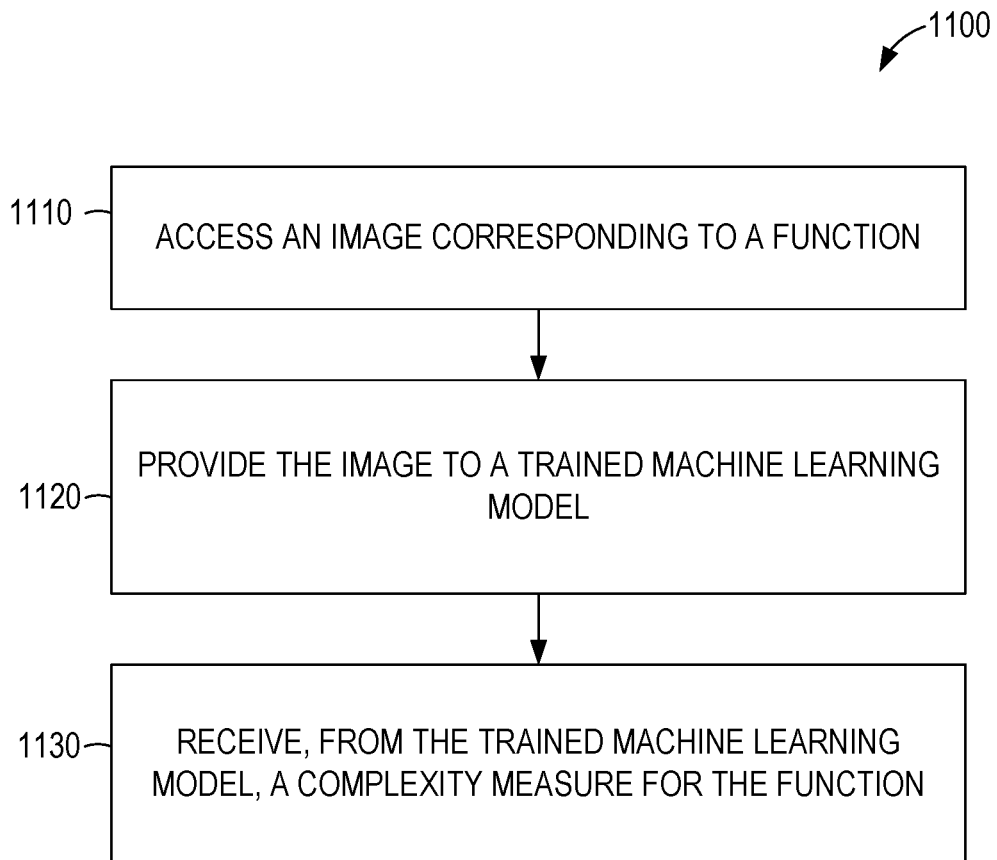 1100
1110
ACCESS AN IMAGE CORRESPONDING TO A FUNCTION
PROVIDE THE IMAGE TO A TRAINED MACHINE LEARNING
MODEL
1120
1130
RECEIVE, FROM THE TRAINED MACHINE LEARNING
MODEL, A COMPLEXITY MEASURE FOR THE FUNCTION